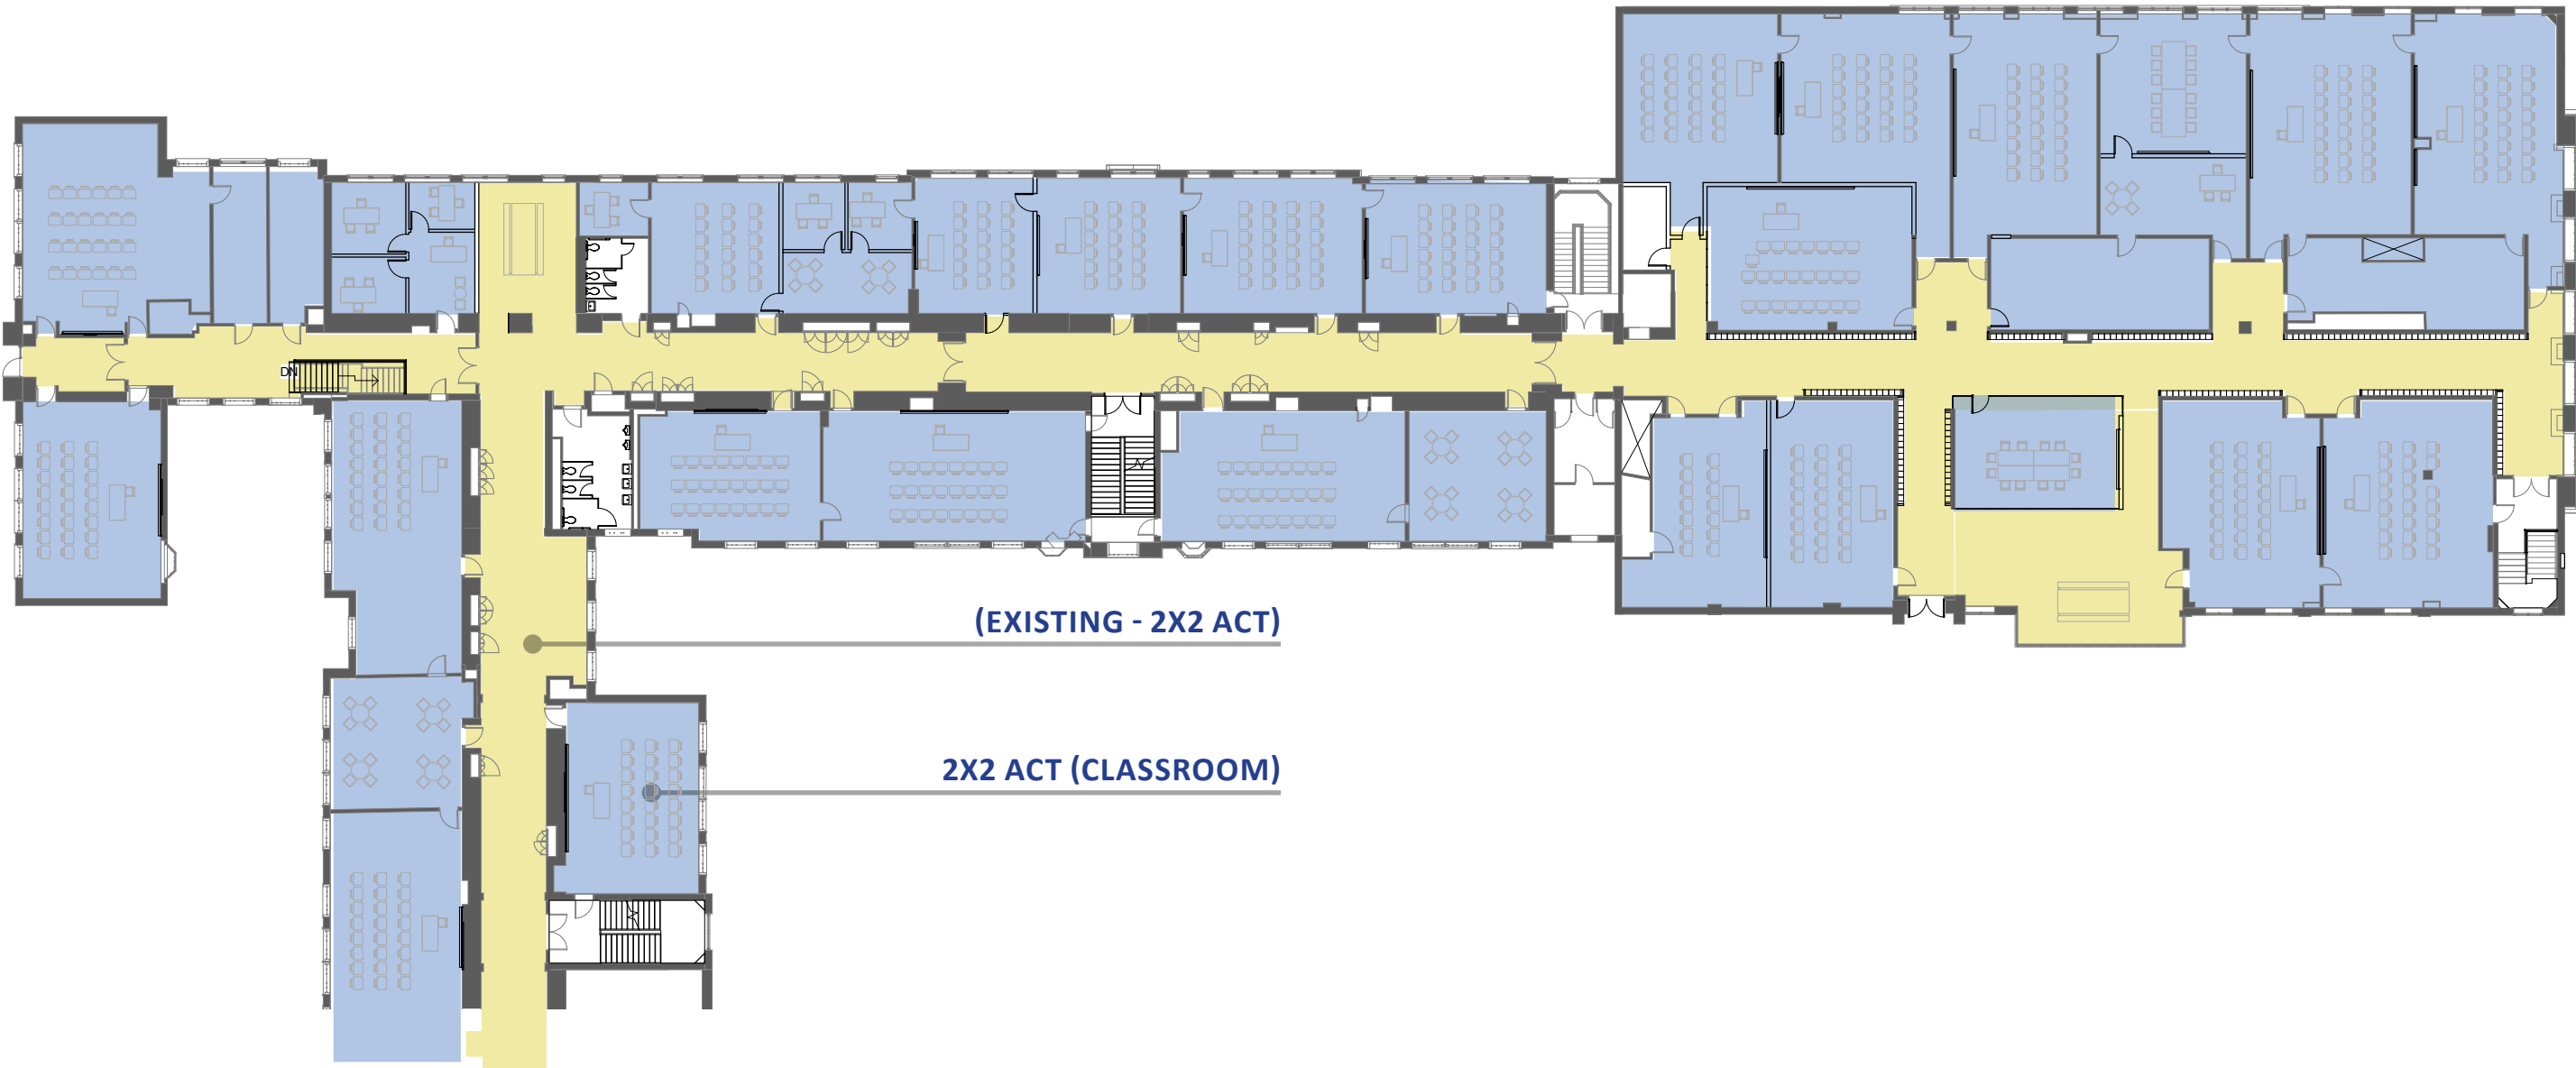 DN
(EXISTING - 2X2 ACT)
2X2 ACT (CLASSROOM)